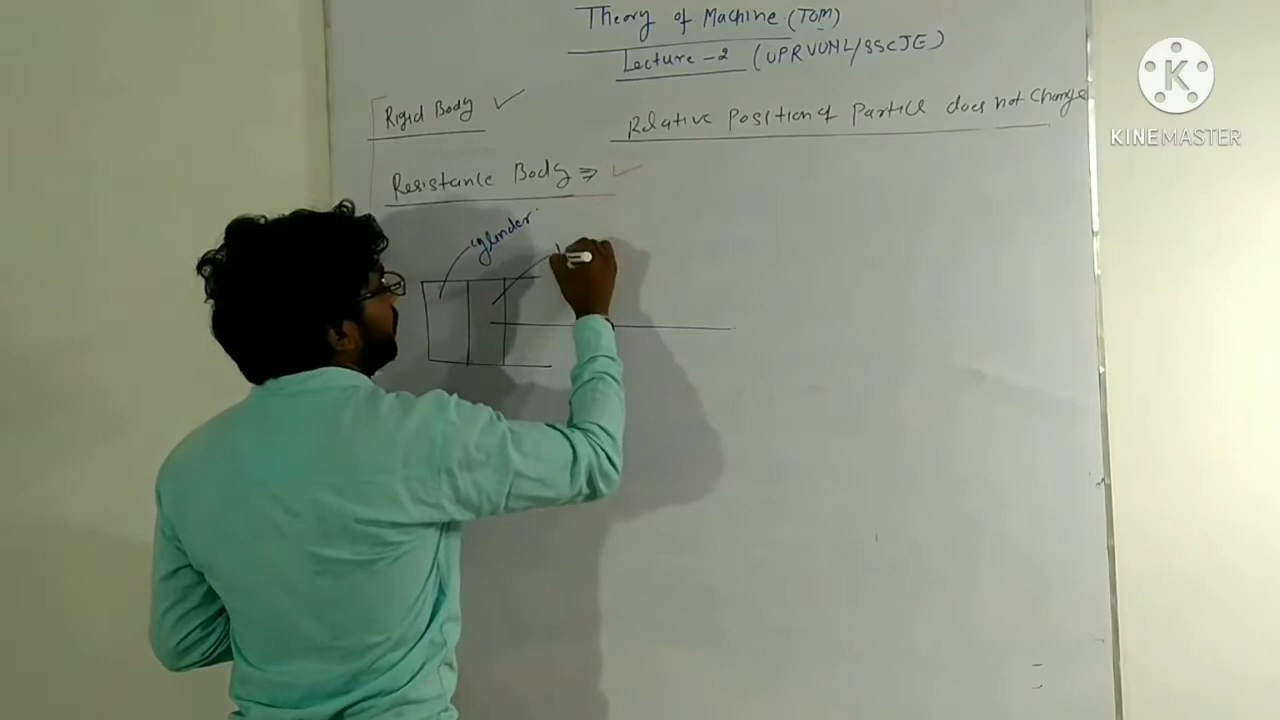 Theory of Machine (TOM)
Lecture - 2 (UPRVUNL/SSCJE)
Rigid Body ✓
Relative Position of Particle does not Change
Resistance Body ⇒ ✓
cylinder
KINEMASTER